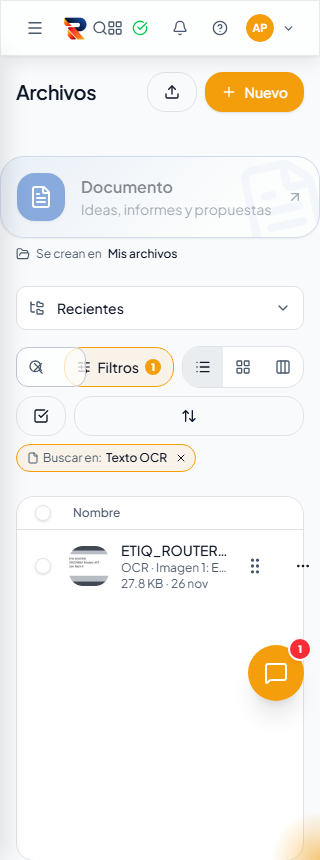 AP
Archivos
Nuevo
Documento
Ideas, informes y propuestas
Se crean en Mis archivos
Recientes
Filtros 1
Buscar en: Texto OCR
Nombre
ETIQ_ROUTER...
OCR · Imagen 1: E...
27.8 KB · 26 nov
1